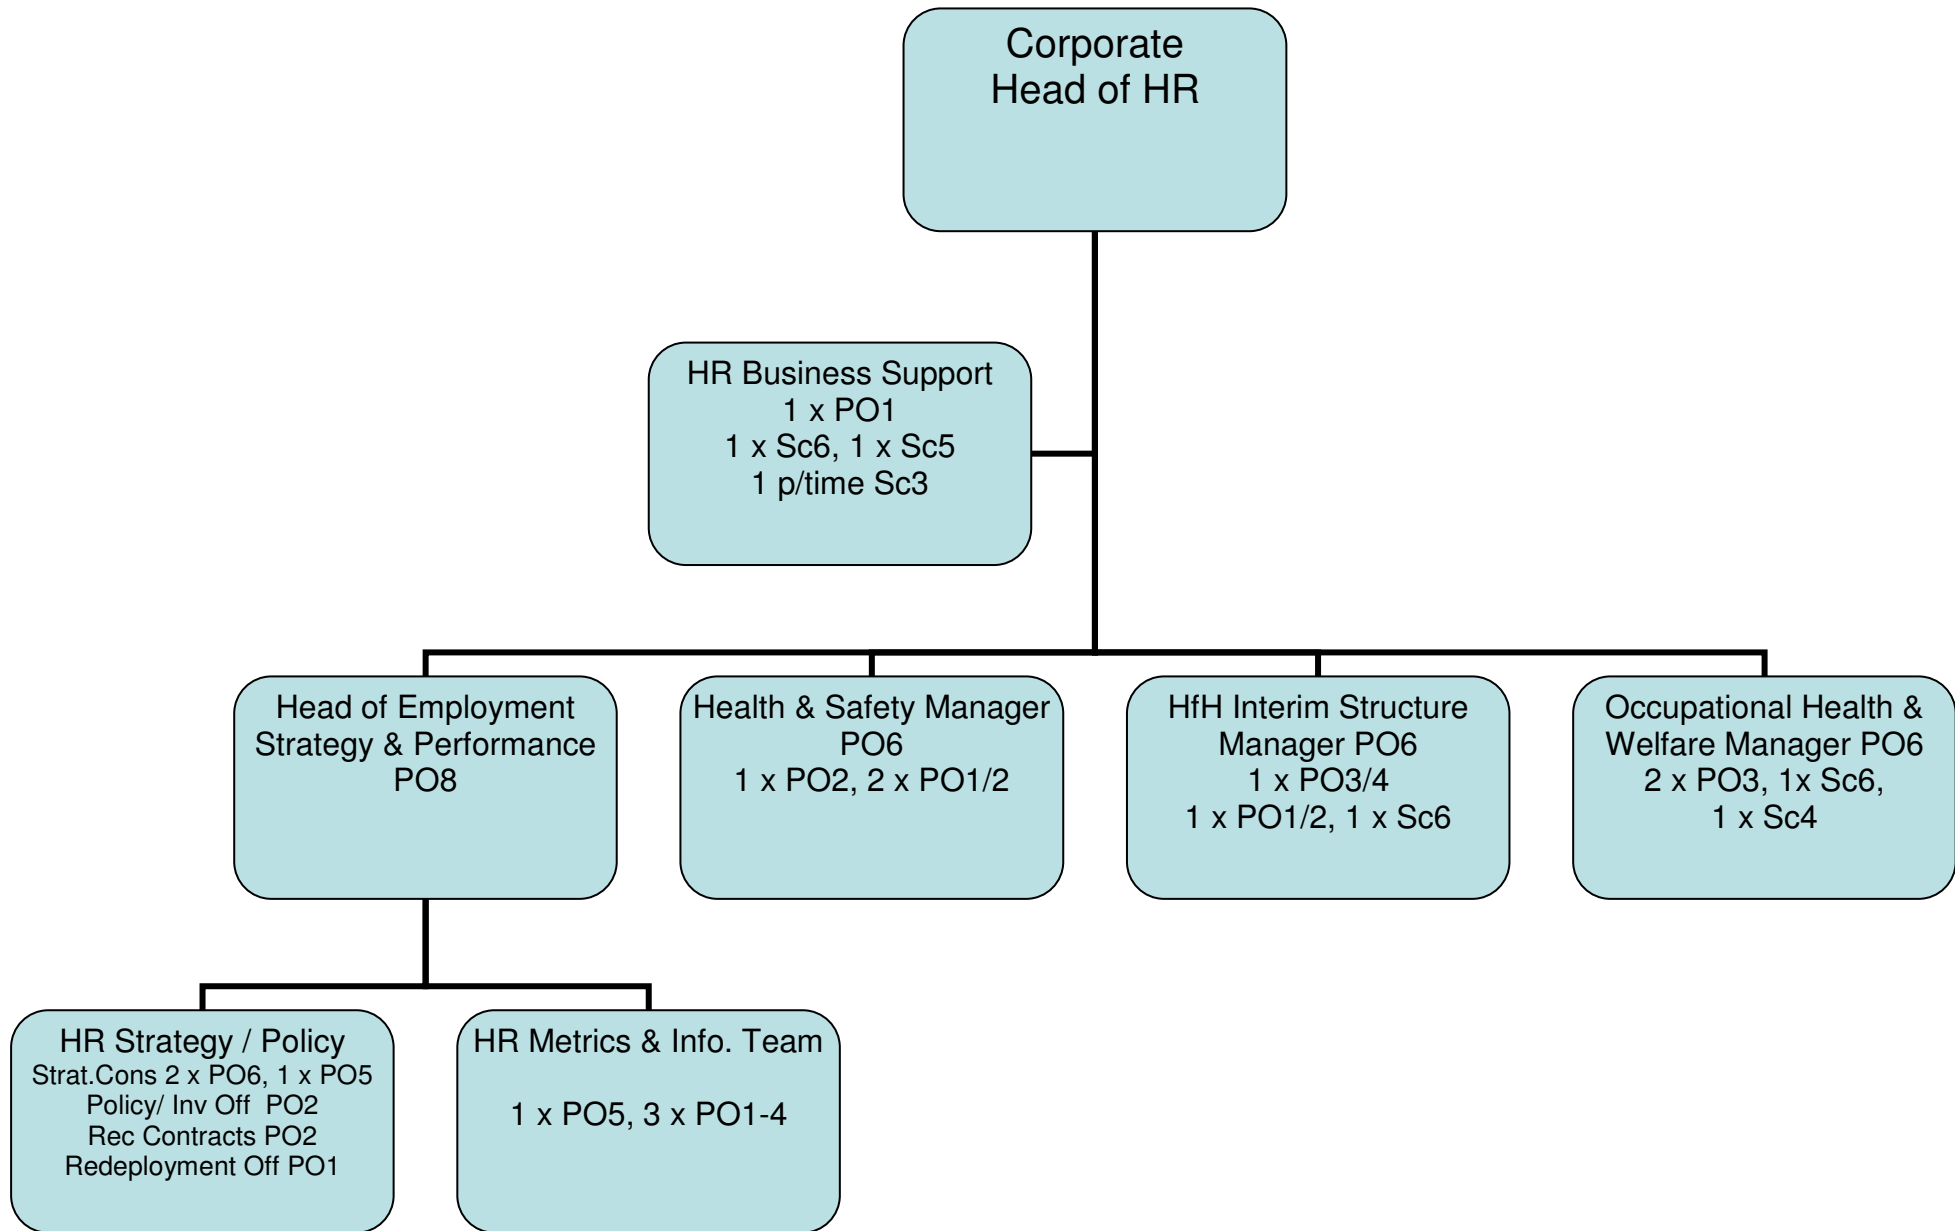 Corporate
Head of HR
HR Business Support
1 x PO1
1 x Sc6, 1 x Sc5
1 p/time Sc3
Head of Employment
Strategy & Performance
PO8
Health & Safety Manager
PO6
1 x PO2, 2 x PO1/2
HfH Interim Structure
Manager PO6
1 x PO3/4
1 x PO1/2, 1 x Sc6
Occupational Health &
Welfare Manager PO6
2 x PO3, 1x Sc6,
1 x Sc4
HR Strategy / Policy
Strat.Cons 2 x PO6, 1 x PO5
Policy/ Inv Off  PO2
Rec Contracts PO2
Redeployment Off PO1
HR Metrics & Info. Team
1 x PO5, 3 x PO1-4